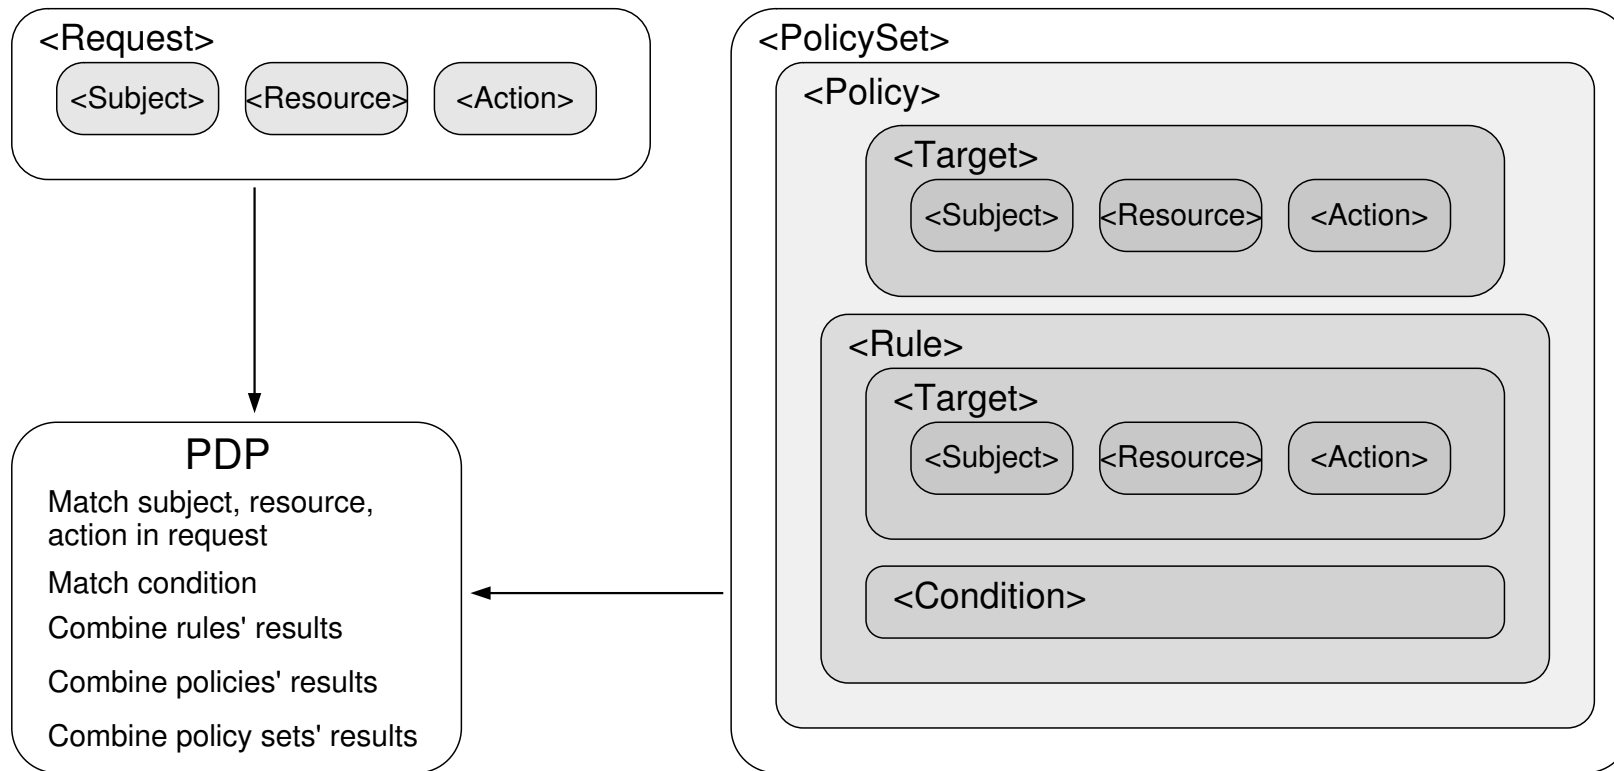 <Request>
<Subject> <Resource> <Action>
PDP
Match subject, resource,
action in request
Match condition
Combine rules' results
Combine policies' results
Combine policy sets' results
<PolicySet>
<Policy>
<Target>
<Subject> <Resource> <Action>
<Rule>
<Target>
<Subject> <Resource> <Action>
<Condition>